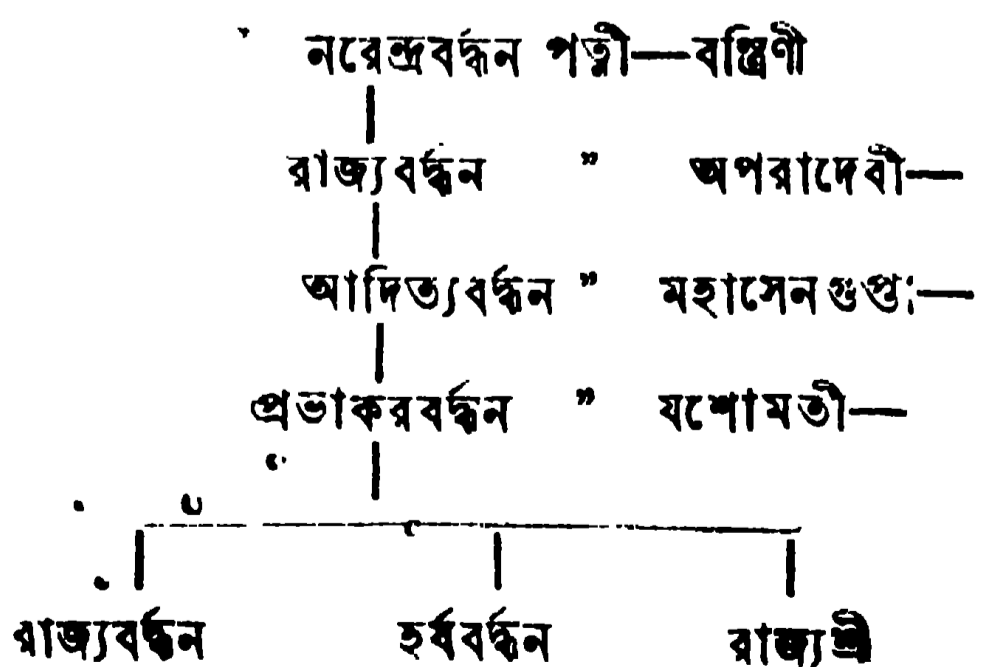 নরেন্দ্রবর্দ্ধন পত্নী—বজ্রিণী
রাজ্যবর্দ্ধন ” অপরাদেবী—
আদিত্যবর্দ্ধন ” মহাসেনগুপ্তা—
প্রভাকরবর্দ্ধন ” যশোমতী—
রাজ্যবর্দ্ধন হর্ষবর্দ্ধন রাজ্যশ্রী